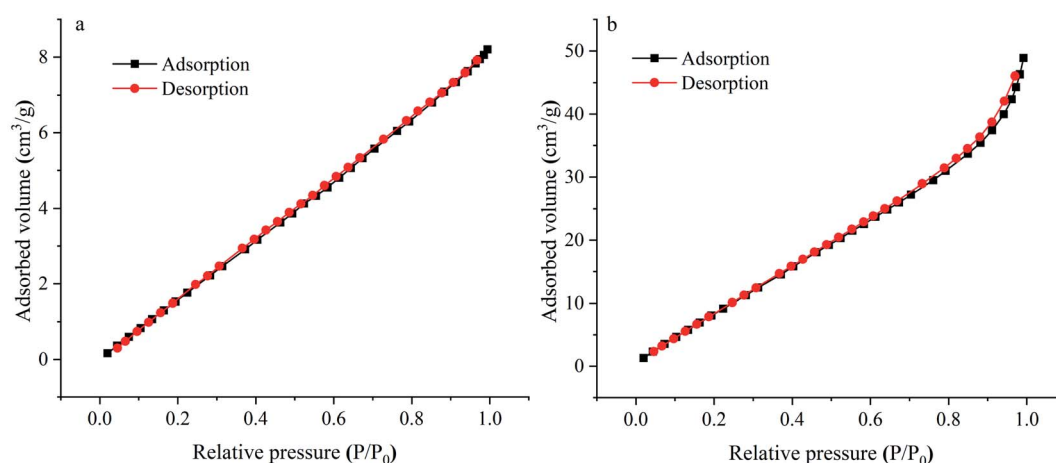 a
Adsorption
Desorption
8
6
4
2
0
Adsorbed volume (cm³/g)
0.0 0.2 0.4 0.6 0.8 1.0
Relative pressure (P/P₀)
b
Adsorption
Desorption
50
40
30
20
10
0
Adsorbed volume (cm³/g)
0.0 0.2 0.4 0.6 0.8 1.0
Relative pressure (P/P₀)